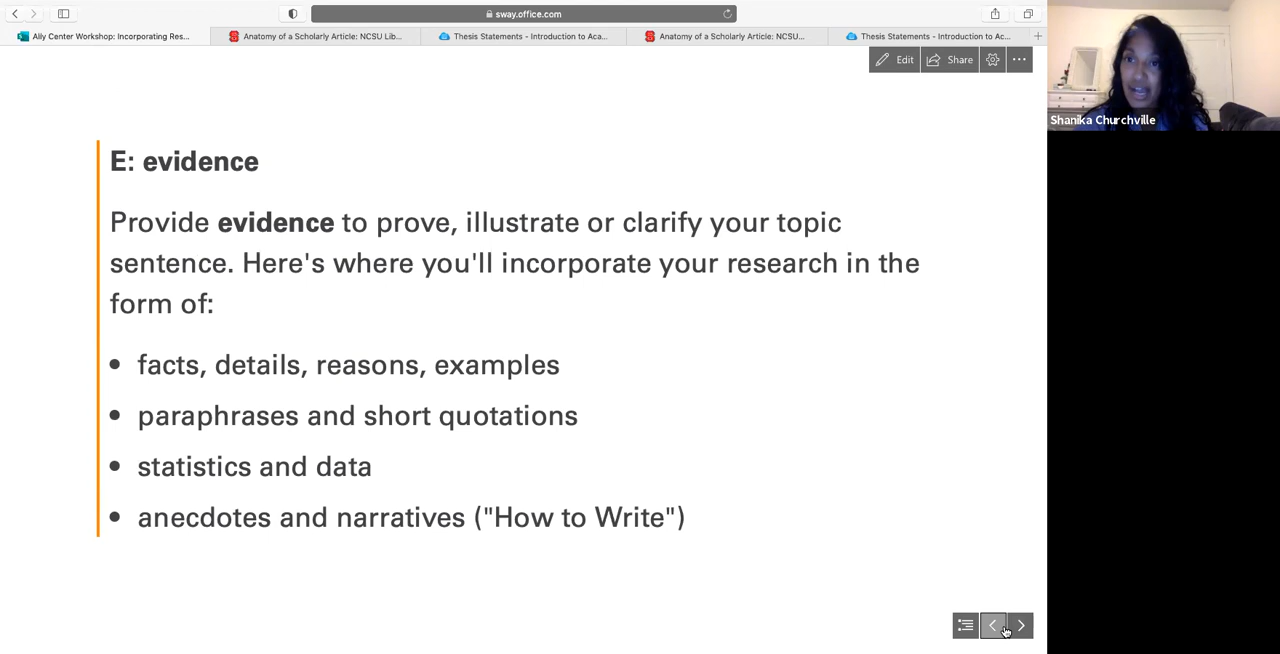 sway.office.com
Ally Center Workshop: Incorporating Res...
Anatomy of a Scholarly Article: NCSU Lib...
Thesis Statements - Introduction to Aca...
Anatomy of a Scholarly Article: NCSU...
Thesis Statements - Introduction to Ac...
Edit
Share
Shanika Churchville
E: evidence
Provide evidence to prove, illustrate or clarify your topic
sentence. Here's where you'll incorporate your research in the
form of:
• facts, details, reasons, examples
• paraphrases and short quotations
• statistics and data
• anecdotes and narratives ("How to Write")